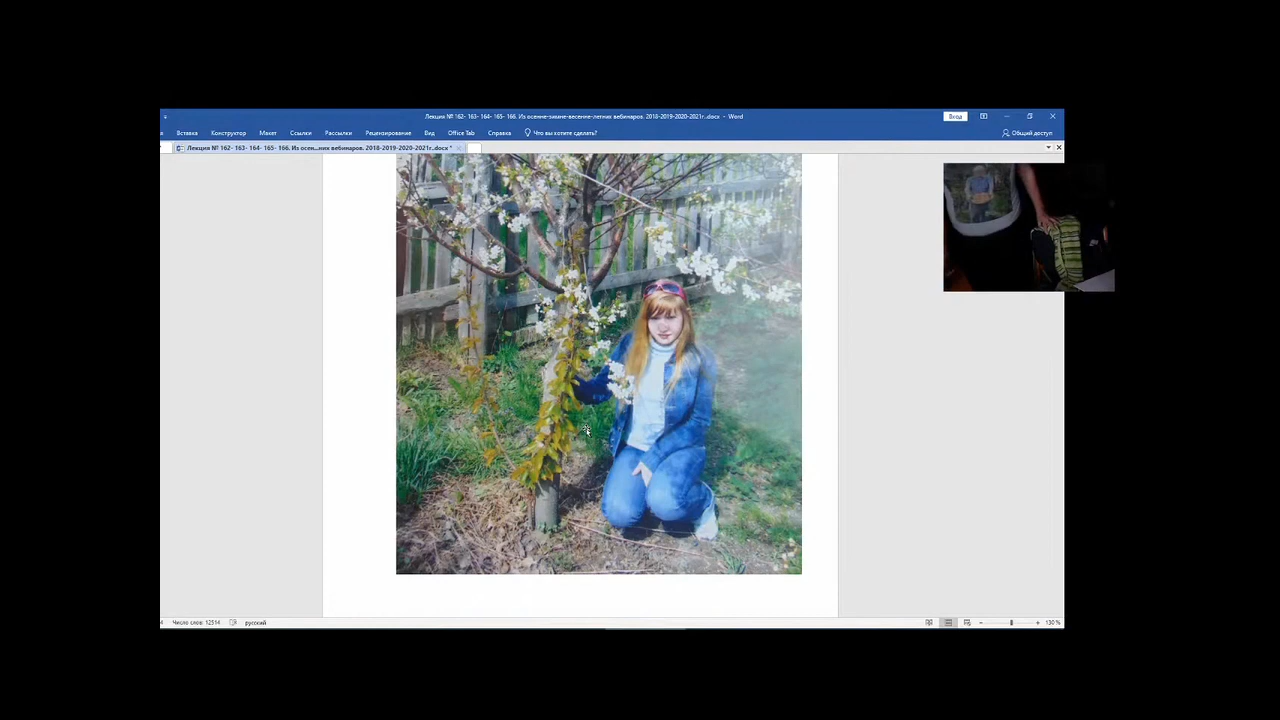 Лекция № 162- 163- 164- 165- 166. Из осенне-зимне-весенне-летних вебинаров. 2018-2019-2020-2021г..docx - Word
Вход
Вставка Конструктор Макет Ссылки Рассылки Рецензирование Вид Office Tab Справка Что вы хотите сделать? Общий доступ
Лекция № 162- 163- 164- 165- 166. Из осен...них вебинаров. 2018-2019-2020-2021г..docx *
Число слов: 12514 русский 130 %